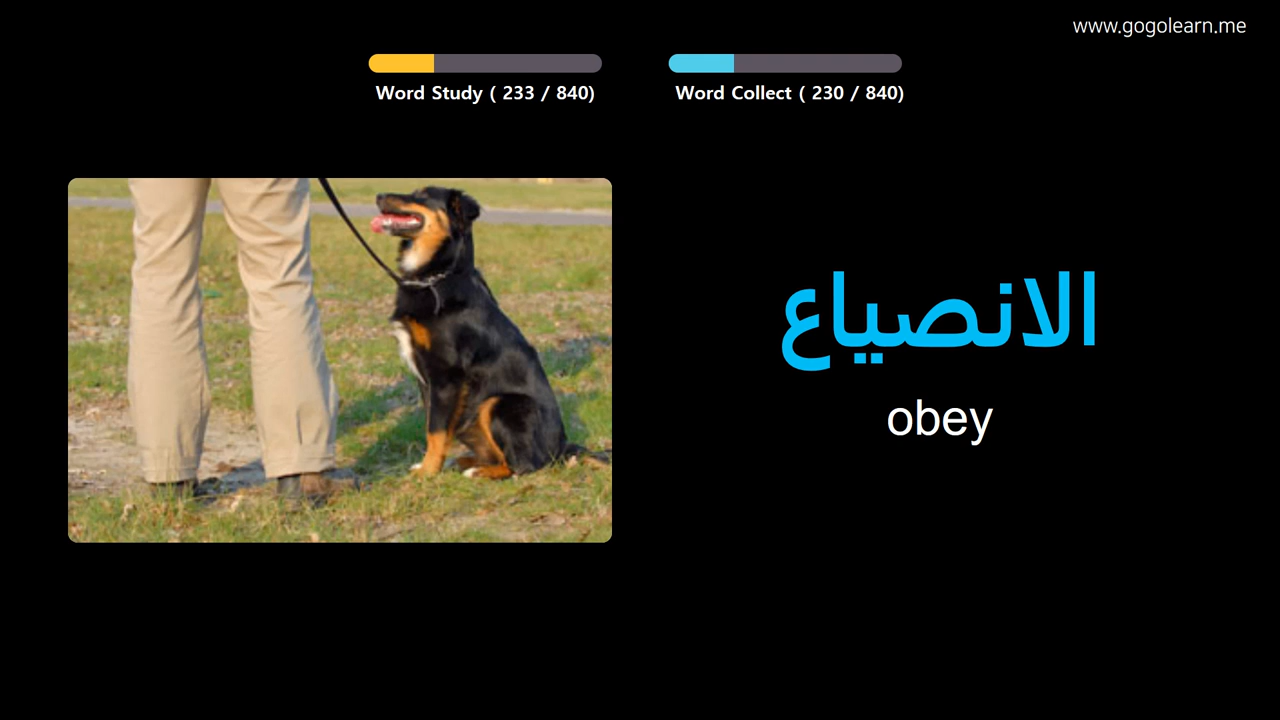 www.gogolearn.me
Word Study ( 233 / 840)
Word Collect ( 230 / 840)
الانصياع
obey